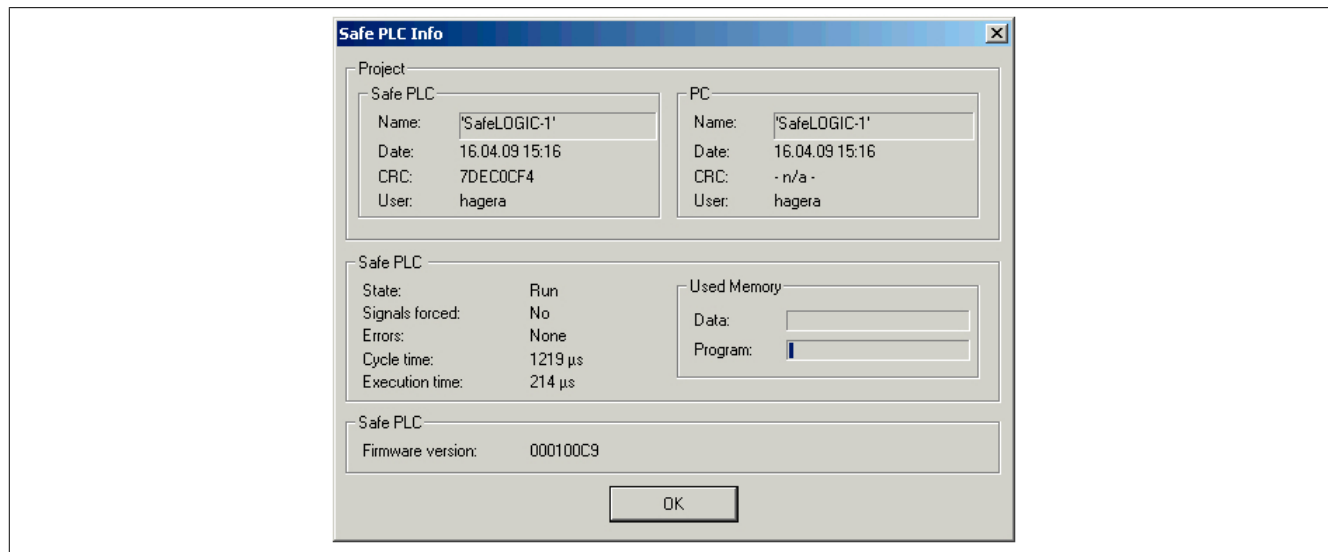 Safe PLC Info
Project
Safe PLC
Name: 'SafeLOGIC-1'
Date: 16.04.09 15:16
CRC: 7DEC0CF4
User: hagera
PC
Name: 'SafeLOGIC-1'
Date: 16.04.09 15:16
CRC: - n/a -
User: hagera
Safe PLC
State: Run
Signals forced: No
Errors: None
Cycle time: 1219 µs
Execution time: 214 µs
Used Memory
Data:
Program:
Safe PLC
Firmware version: 000100C9
OK